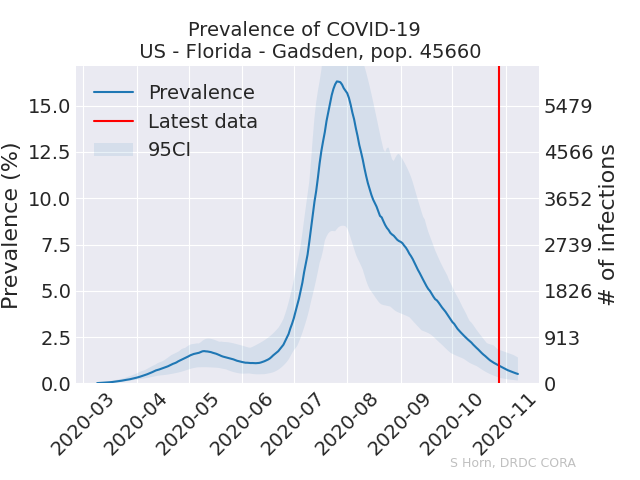 Prevalence of COVID-19
US - Florida - Gadsden, pop. 45660
Prevalence
Latest data
95CI
Prevalence (%)
15.0
12.5
10.0
7.5
5.0
2.5
0.0
5479
4566
3652
2739
1826
913
0
# of infections
2020-03
2020-04
2020-05
2020-06
2020-07
2020-08
2020-09
2020-10
2020-11
S Horn, DRDC CORA